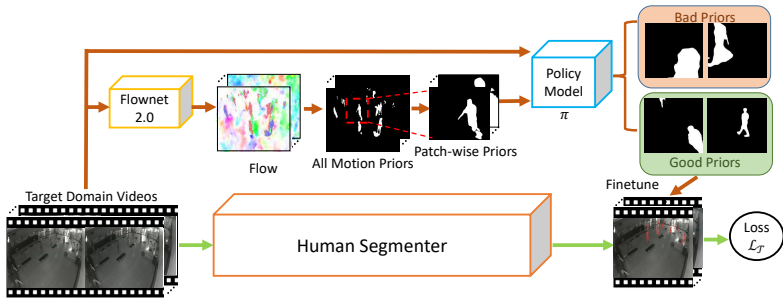 Bad Priors
Flownet
2.0
Policy
Model
π
Flow
All Motion Priors
Patch-wise Priors
Good Priors
Target Domain Videos
Finetune
Human Segmenter
Loss
ℒ𝒯